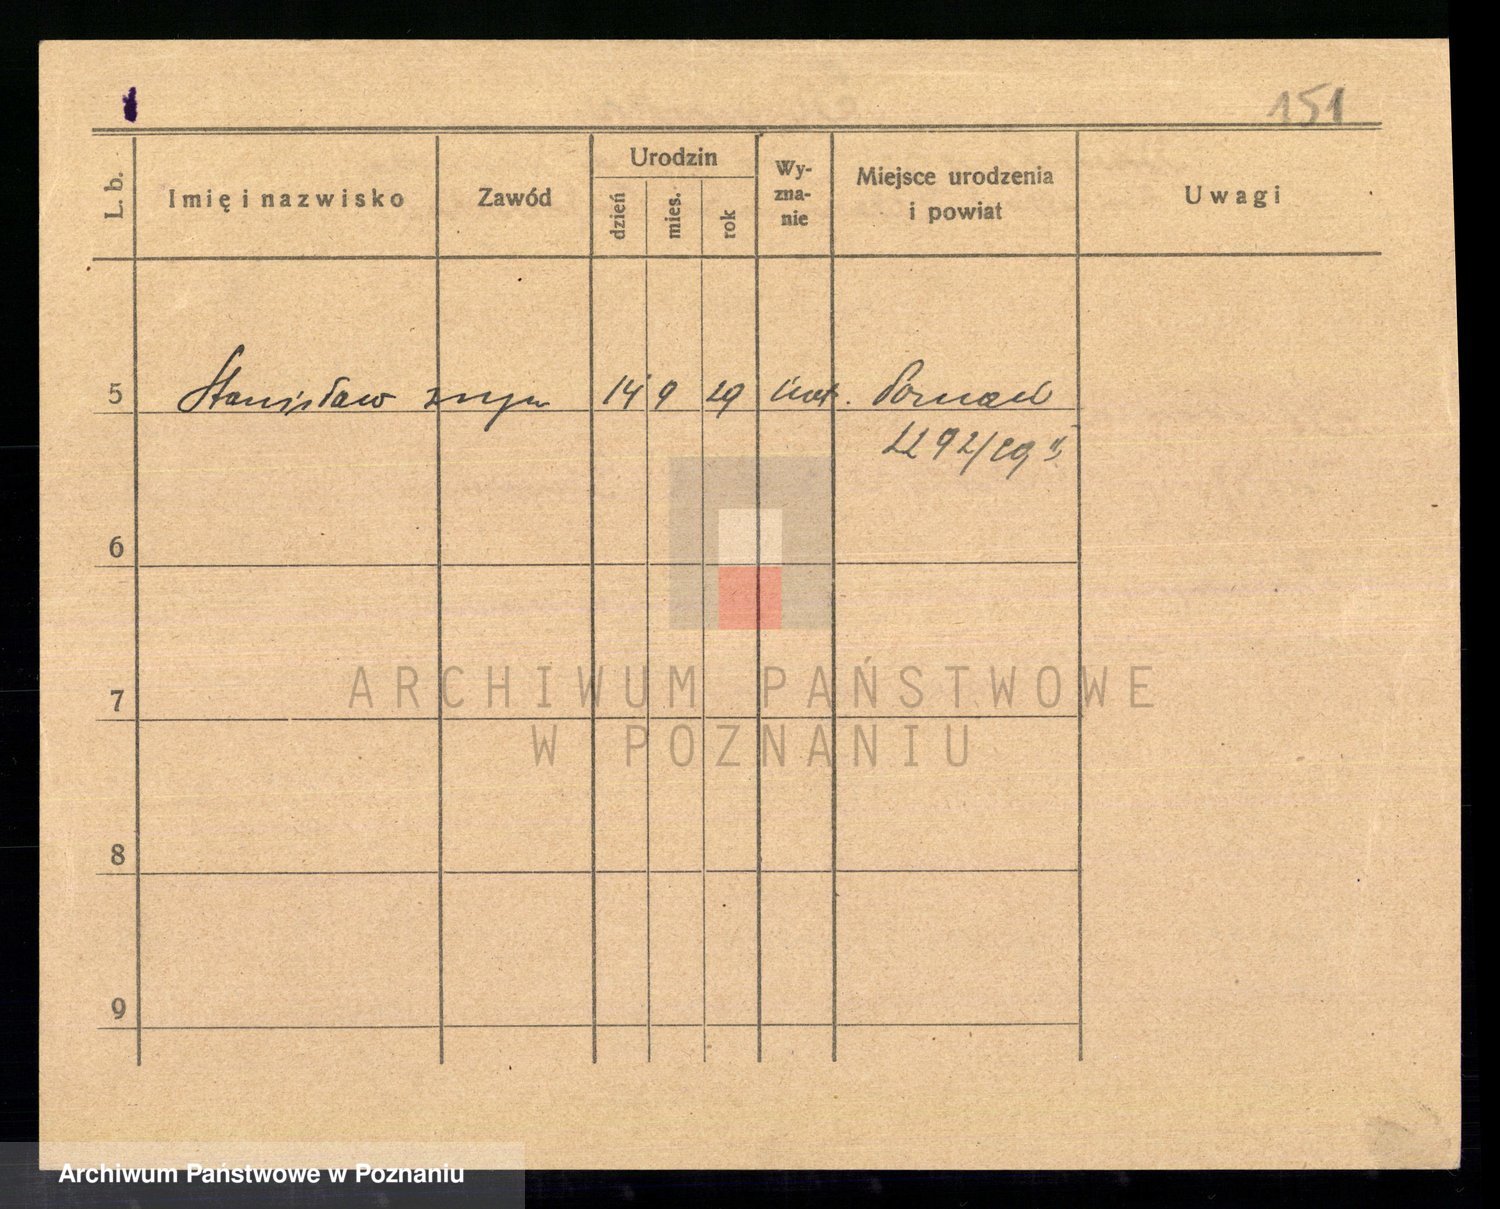 151
L. b.
Imię i nazwisko
Zawód
Urodzin
dzień
mies.
rok
Wy-
zna-
nie
Miejsce urodzenia
i powiat
Uwagi
5 Stanisław 14 9 29 kat. Poznań
6
7
8
9
ARCHIWUM PAŃSTWOWE
W POZNANIU
Archiwum Państwowe w Poznaniu